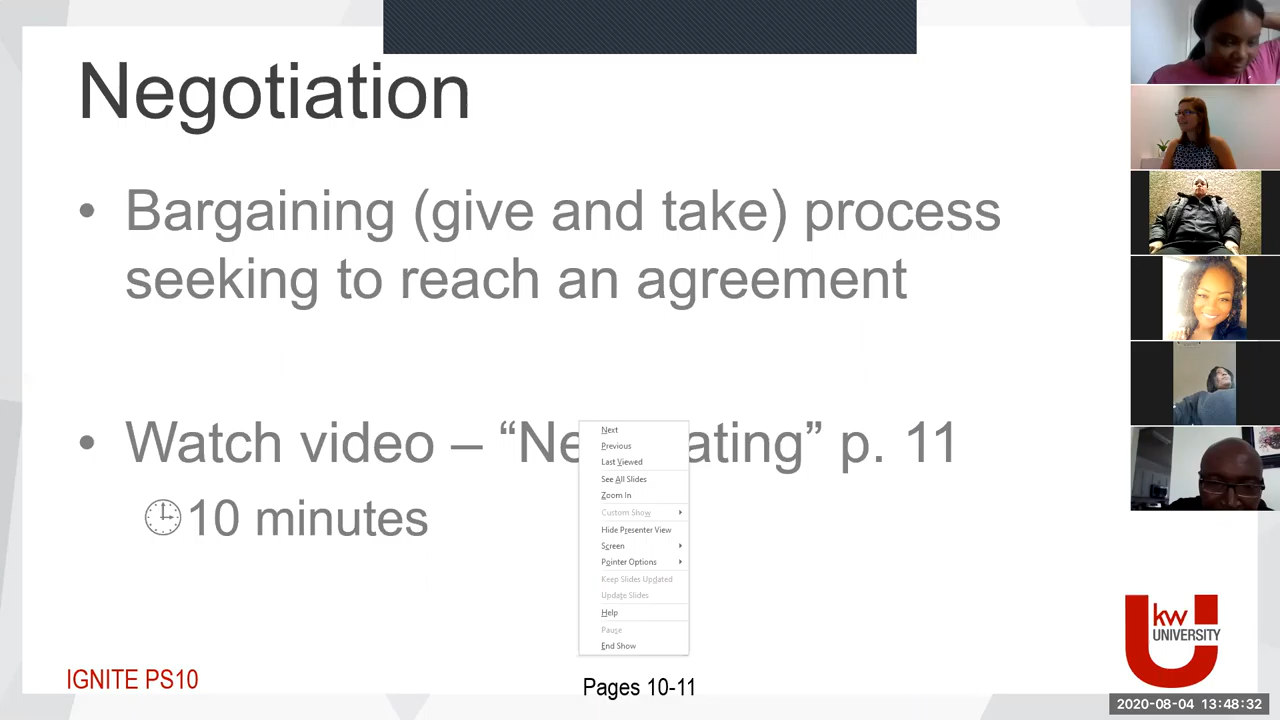 Negotiation
• Bargaining (give and take) process
seeking to reach an agreement
• Watch video – “Ne ating” p. 11
10 minutes
Next
Previous
Last Viewed
See All Slides
Zoom In
Custom Show
Hide Presenter View
Screen
Pointer Options
Keep Slides Updated
Update Slides
Help
Pause
End Show
kw
UNIVERSITY
IGNITE PS10
Pages 10-11
2020-08-04 13:48:32